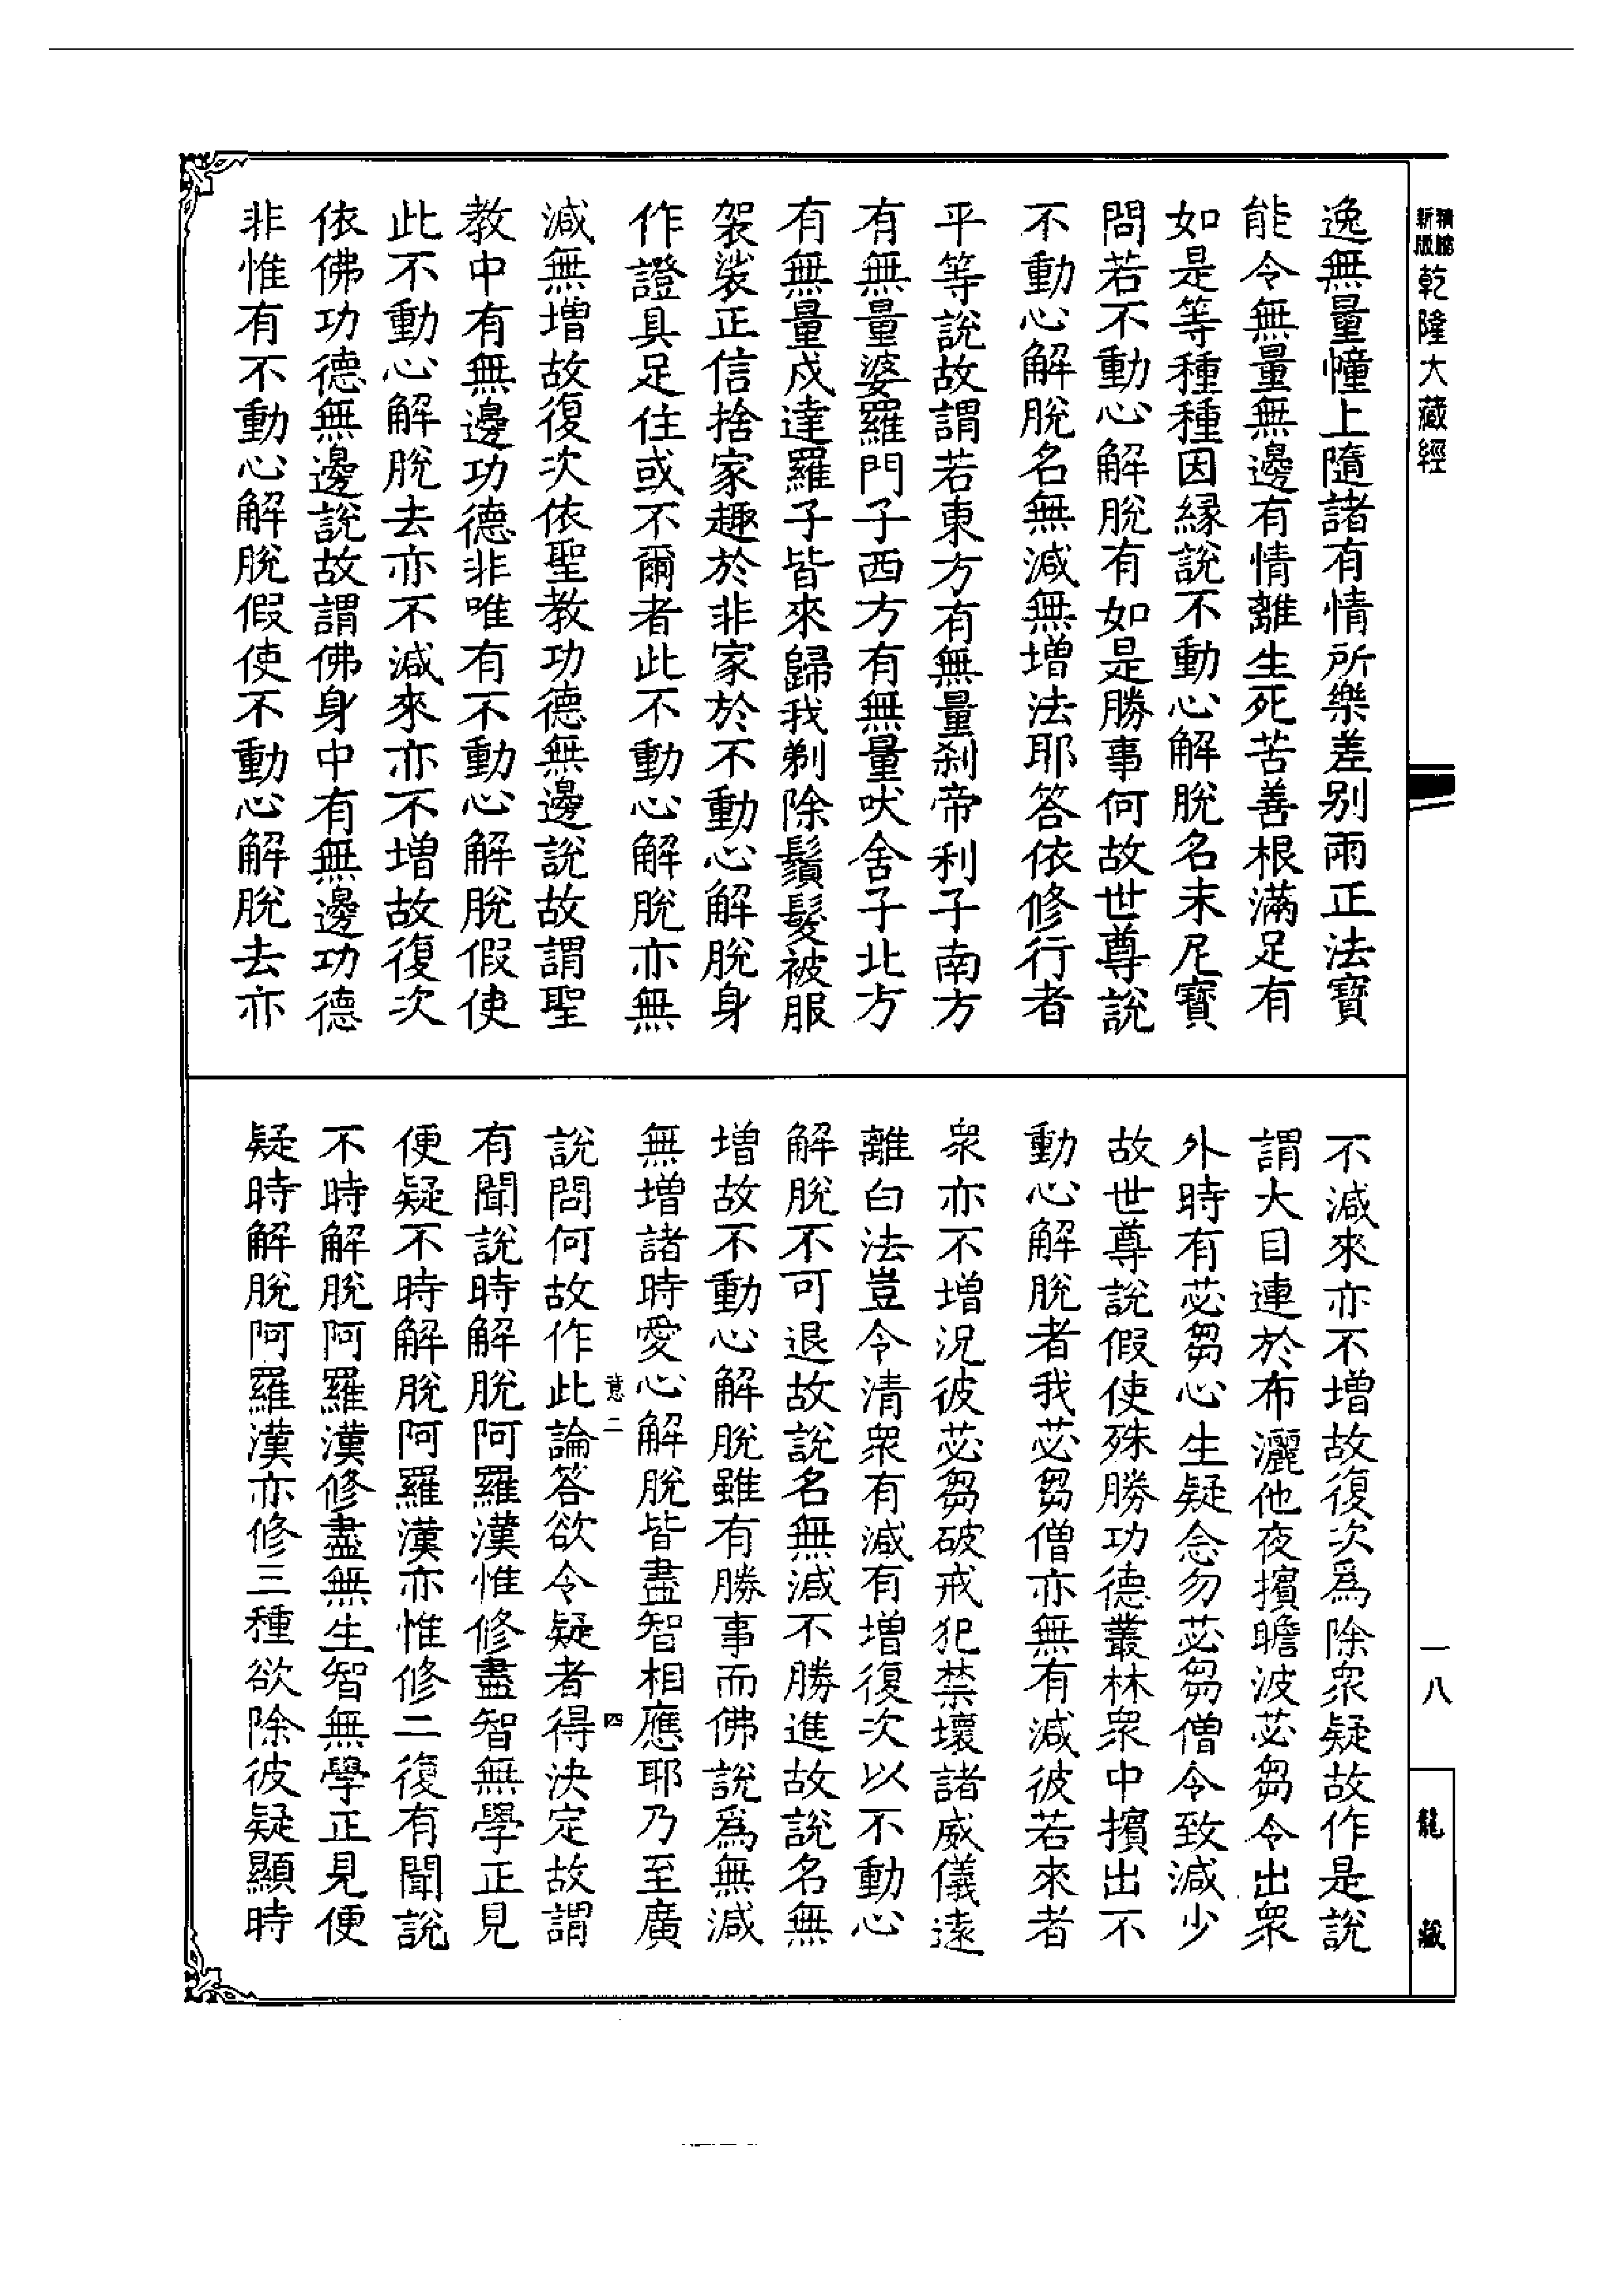 乾隆大藏經
逸無量幢上隨諸有情所樂差別雨正法寶
能令無量無邊有情離生死苦善根滿足有
如是等種種因緣說不動心解脫名末尼寶
問若不動心解脫有如是勝事何故世尊說
不動心解脫名無減無增法耶答依修行者
平等說故謂若東方有無量刹帝利子南方
有無量婆羅門子西方有無量吠舍子北方
有無量戍達羅子皆來歸我剃除鬚髮被服
袈裟正信捨家趣於非家於不動心解脫身
作證具足住或不爾者此不動心解脫亦無
減無增故復次依聖教功德無邊說故謂聖
教中有無邊功德非唯有不動心解脫假使
此不動心解脫去亦不減來亦不增故復次
依佛功德無邊說故謂佛身中有無邊功德
非惟有不動心解脫假使不動心解脫去亦
不減來亦不增故復次爲除衆疑故作是說
謂大目連於布灑他夜擯瞻波苾芻令出衆
外時有苾芻心生疑念勿苾芻僧令致減少
故世尊說假使殊勝功德叢林衆中擯出不
動心解脫者我苾芻僧亦無有減彼若來者
衆亦不增況彼苾芻破戒犯禁壞諸威儀遠
離白法豈令清衆有減有增復次以不動心
解脫不可退故說名無減不勝進故說名無
增故不動心解脫雖有勝事而佛說爲無減
無增諸時愛心解脫皆盡智相應耶乃至廣
二 四
說問何故作此論答欲令疑者得決定故謂
有聞說時解脫阿羅漢惟修盡智無學正見
便疑不時解脫阿羅漢亦惟修二復有聞說
不時解脫阿羅漢修盡無生智無學正見便
疑時解脫阿羅漢亦修三種欲除彼疑顯時
一八
龍藏